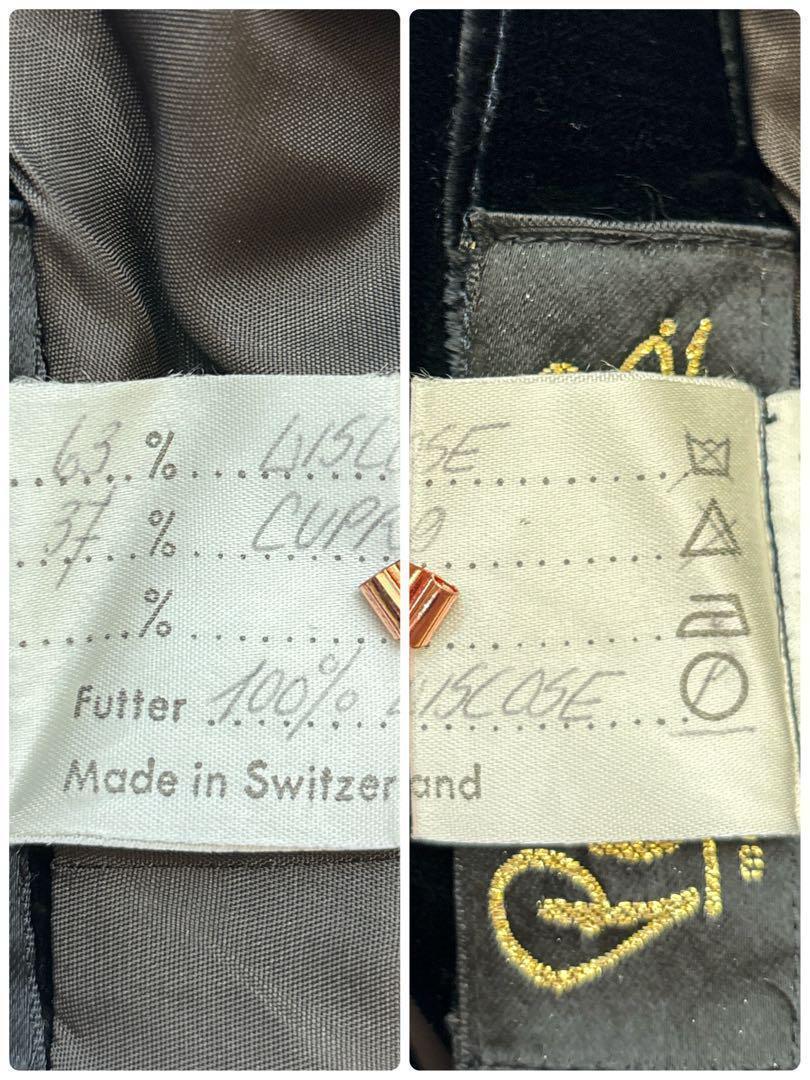 63 % VISCOSE
37 % CUPRO
%
Futter 100% VISCOSE
Made in Switzerland
P